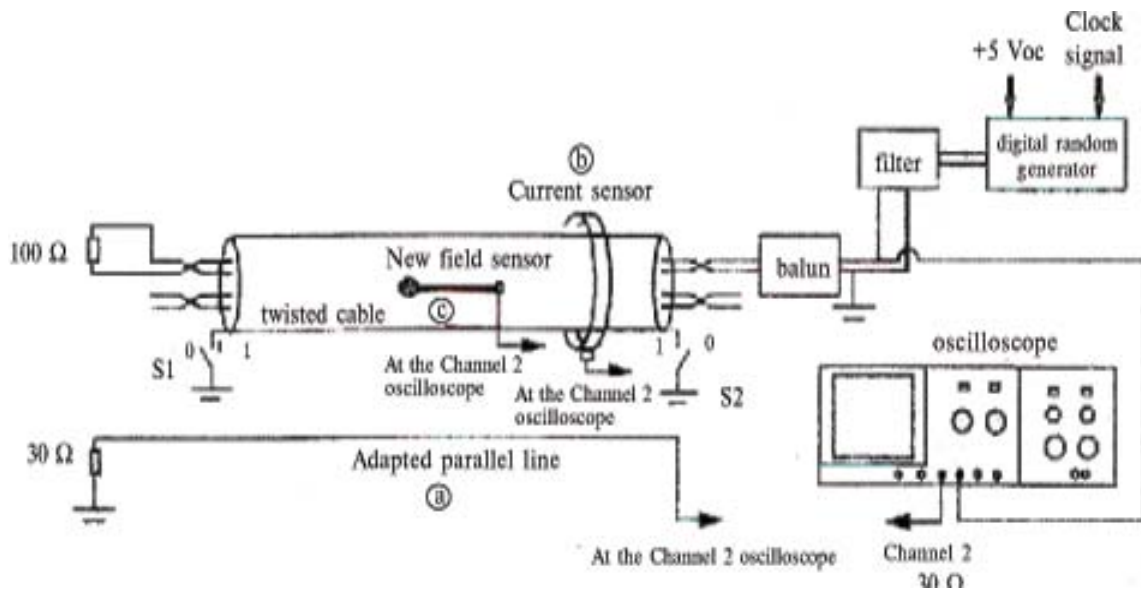 Clock
signal
+5 Voc
digital random
generator
filter
ⓑ
Current sensor
100 Ω
New field sensor
balun
ⓒ
twisted cable
0
1
1
0
S1
At the Channel 2
oscilloscope
At the Channel 2
oscilloscope
S2
oscilloscope
30 Ω
Adapted parallel line
ⓐ
At the Channel 2 oscilloscope
Channel 2
30 Ω